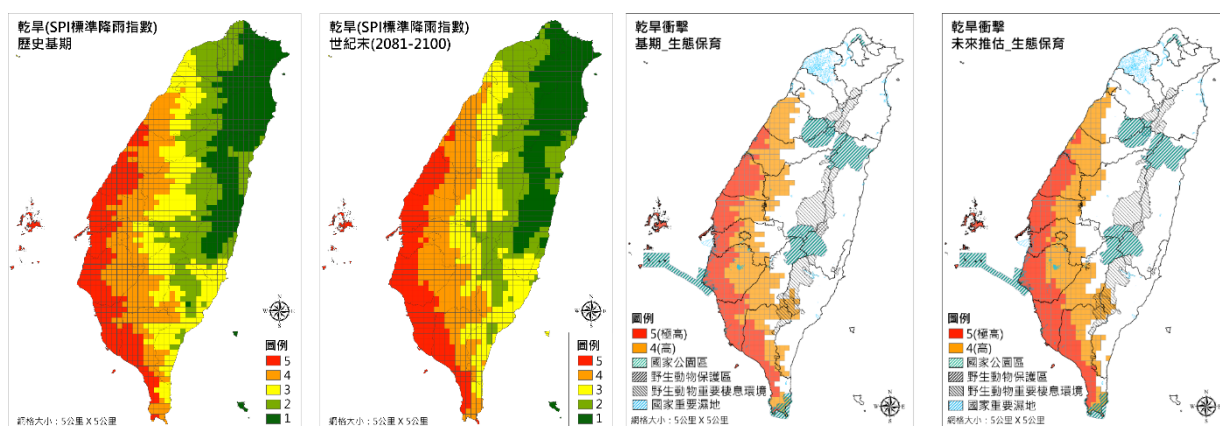 乾旱(SPI標準降雨指數)
歷史基期
N
W
E
S
圖例
5
4
3
2
1
網格大小：5公里X5公里
乾旱(SPI標準降雨指數)
世紀末(2081-2100)
N
W
E
S
圖例
5
4
3
2
1
網格大小：5公里X5公里
乾旱衝擊
基期_生態保育
圖例
5(極高)
4(高)
國家公園區
野生動物保護區
野生動物重要棲息環境
國家重要濕地
網格大小：5公里X5公里
N
W
E
S
乾旱衝擊
未來推估_生態保育
圖例
5(極高)
4(高)
國家公園區
野生動物保護區
野生動物重要棲息環境
國家重要濕地
網格大小：5公里X5公里
N
W
E
S